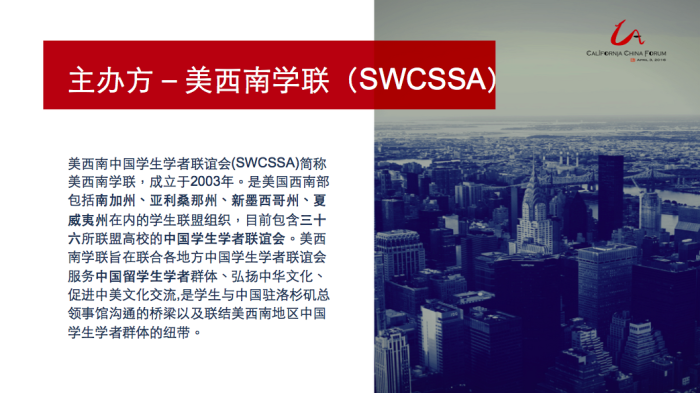 CALIFORNIA CHINA FORUM
主办方 – 美西南学联（SWCSSA）
美西南中国学生学者联谊会(SWCSSA)简称
美西南学联，成立于2003年。是美国西南部
包括南加州、亚利桑那州、新墨西哥州、夏
威夷州在内的学生联盟组织，目前包含三十
六所联盟高校的中国学生学者联谊会。美西
南学联旨在联合各地方中国学生学者联谊会
服务中国留学生学者群体、弘扬中华文化、
促进中美文化交流,是学生与中国驻洛杉矶总
领事馆沟通的桥梁以及联结美西南地区中国
学生学者群体的纽带。